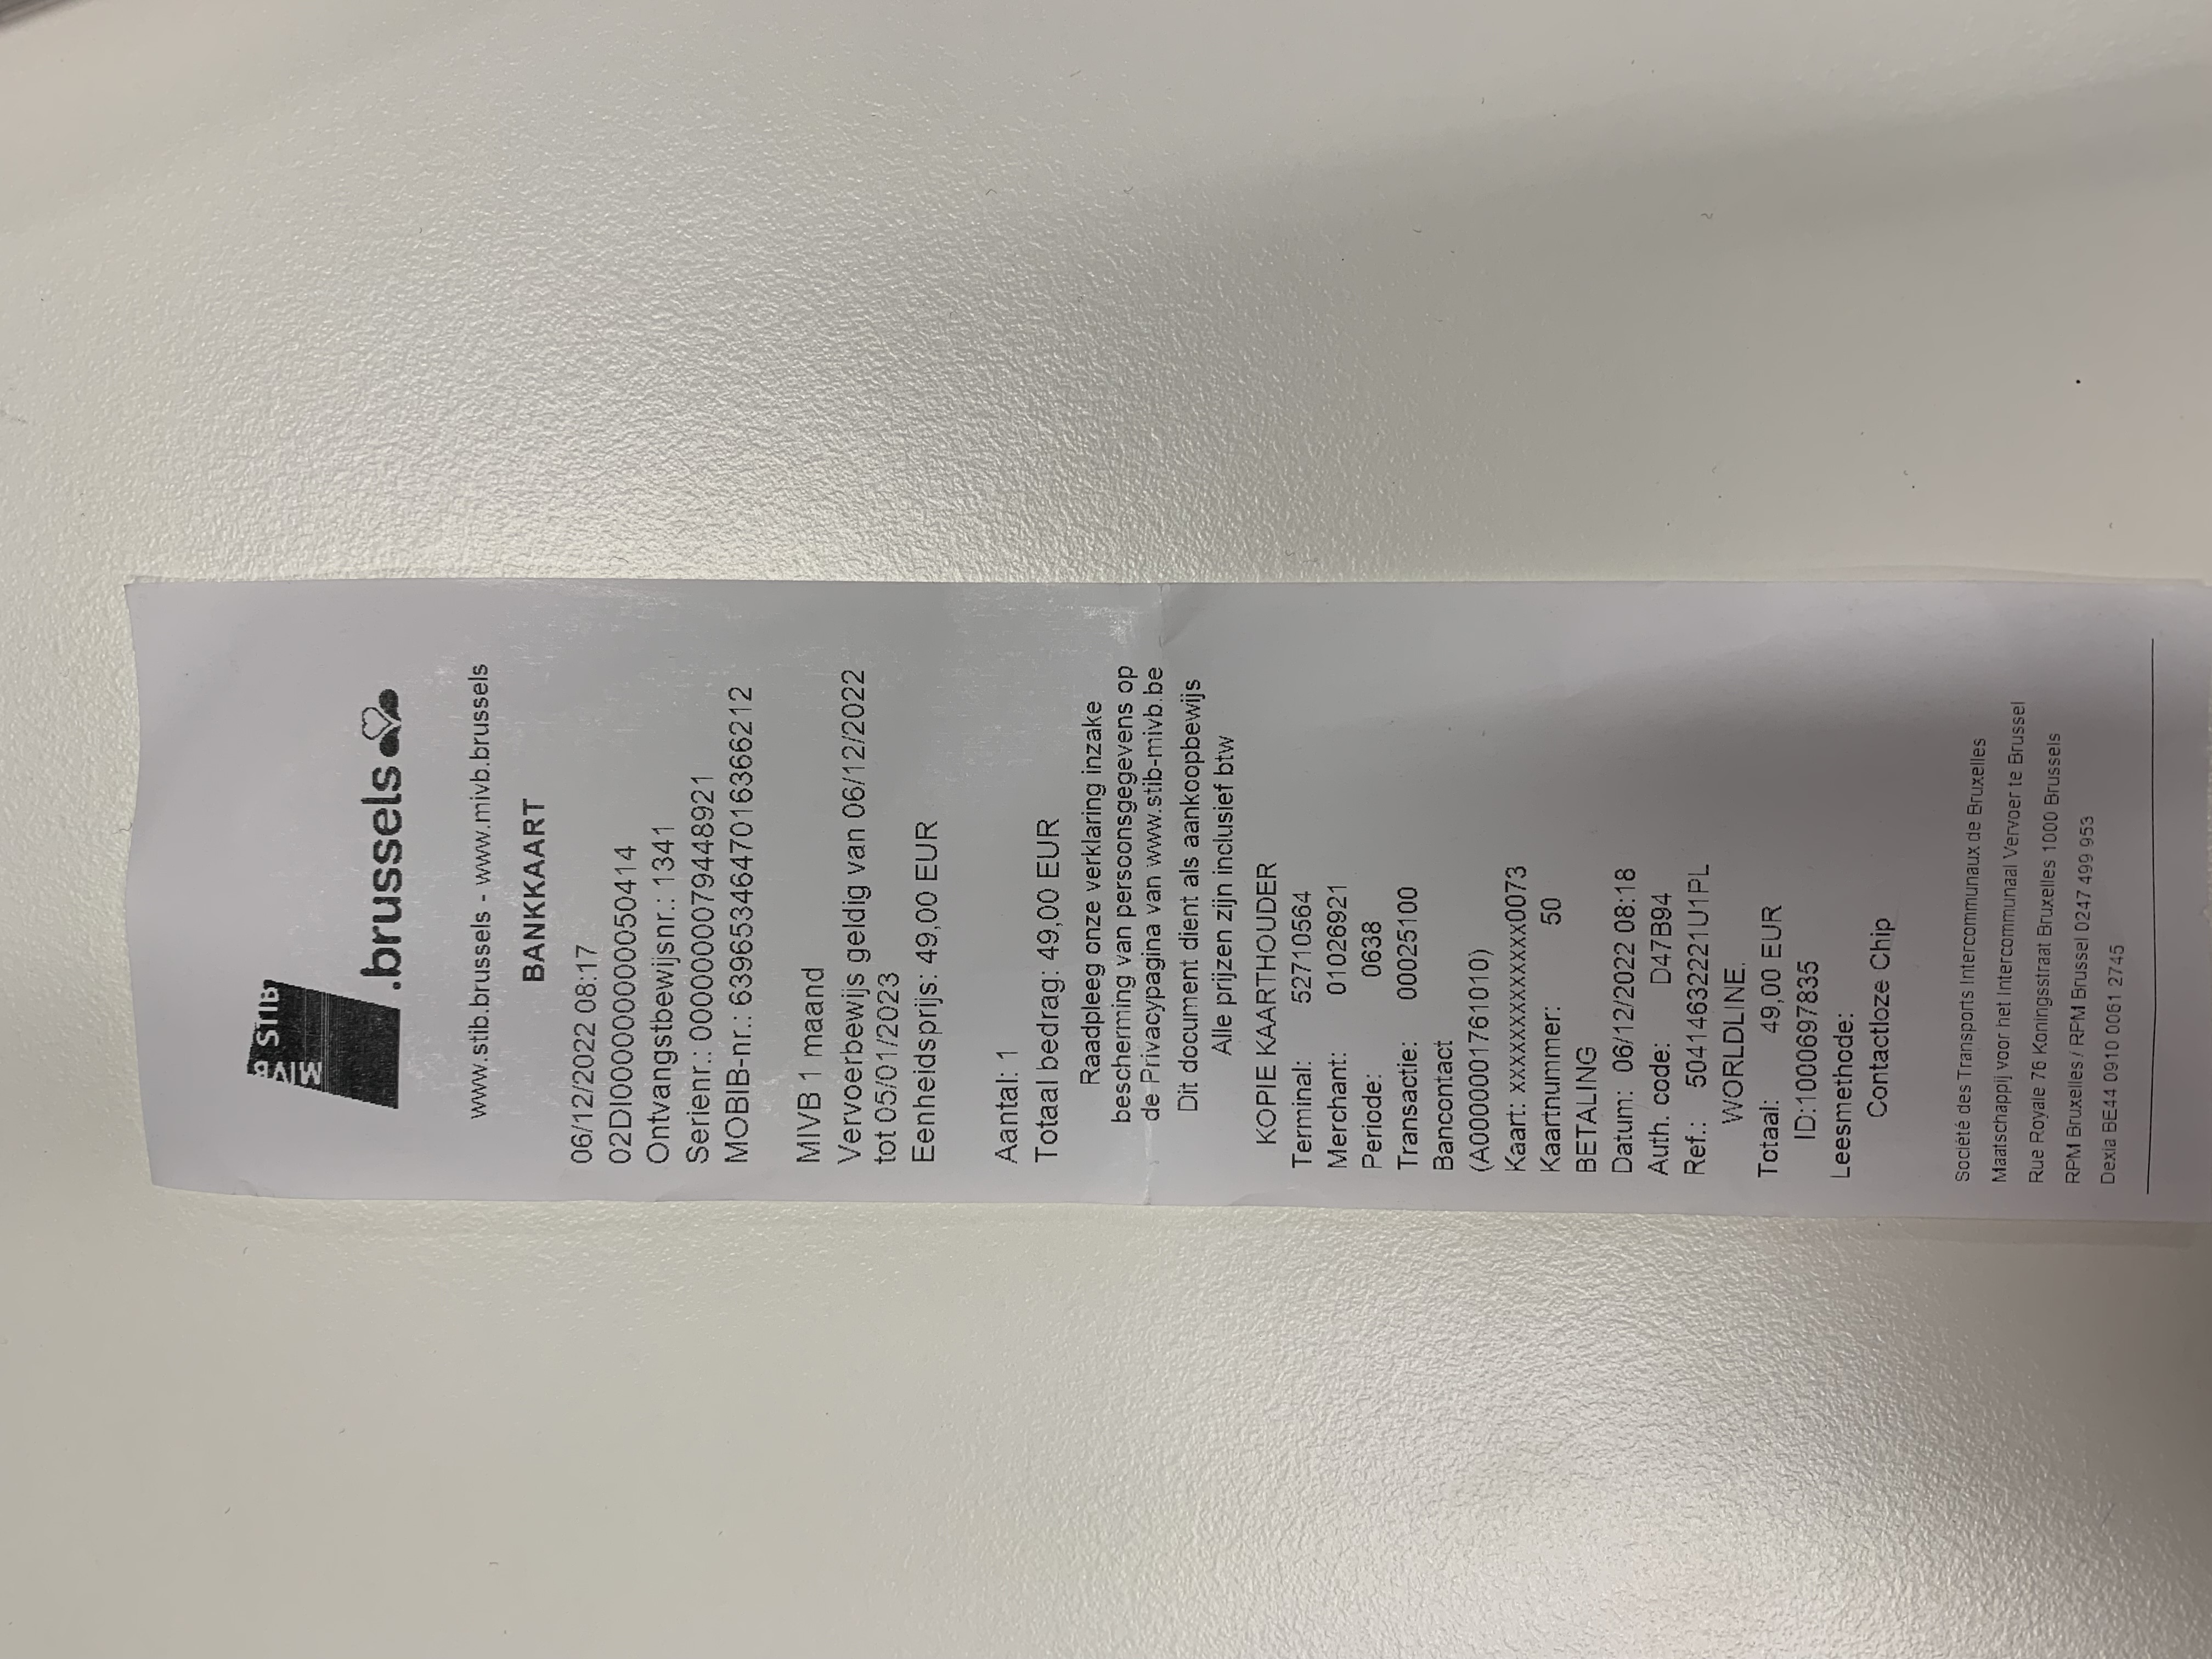 MIVB STIB
.brussels
www.stib.brussels - www.mivb.brussels
BANKKAART
06/12/2022 08:17
02DI000000000050414
Ontvangstbewijsnr.: 1341
Serienr.: 0000000079448921
MOBIB-nr.: 6396534647016366212
MIVB 1 maand
Vervoerbewijs geldig van 06/12/2022
tot 05/01/2023
Eenheidsprijs: 49,00 EUR
Aantal: 1
Totaal bedrag: 49,00 EUR
Raadpleeg onze verklaring inzake
bescherming van persoonsgegevens op
de Privacypagina van www.stib-mivb.be
Dit document dient als aankoopbewijs
Alle prijzen zijn inclusief btw
KOPIE KAARTHOUDER
Terminal: 52710564
Merchant: 01026921
Periode: 0638
Transactie: 00025100
Bancontact
(A0000001761010)
Kaart: xxxxxxxxxxxxx0073
Kaartnummer: 50
BETALING
Datum: 06/12/2022 08:18
Auth. code: D47B94
Ref.: 50414632221U1PL
WORLDLINE.
Totaal: 49,00 EUR
ID:1000697835
Leesmethode:
Contactloze Chip
Société des Transports Intercommunaux de Bruxelles
Maatschappij voor het Intercommunaal Vervoer te Brussel
Rue Royale 76 Koningsstraat Bruxelles 1000 Brussels
RPM Bruxelles / RPM Brussel 0247 499 953
Dexia BE44 0910 0061 2745